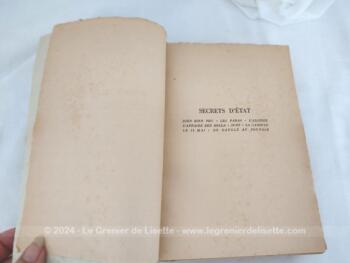 SECRETS D'ÉTAT
DIEN BIEN PHU - LES PARAS - L'ALGÉRIE
L'AFFAIRE BEN BELLA - SUEZ - LA CAGOULE
LE 13 MAI - DE GAULLE AU POUVOIR
©2024 - Le Grenier de Lisette - www.legrenierdelisette.com